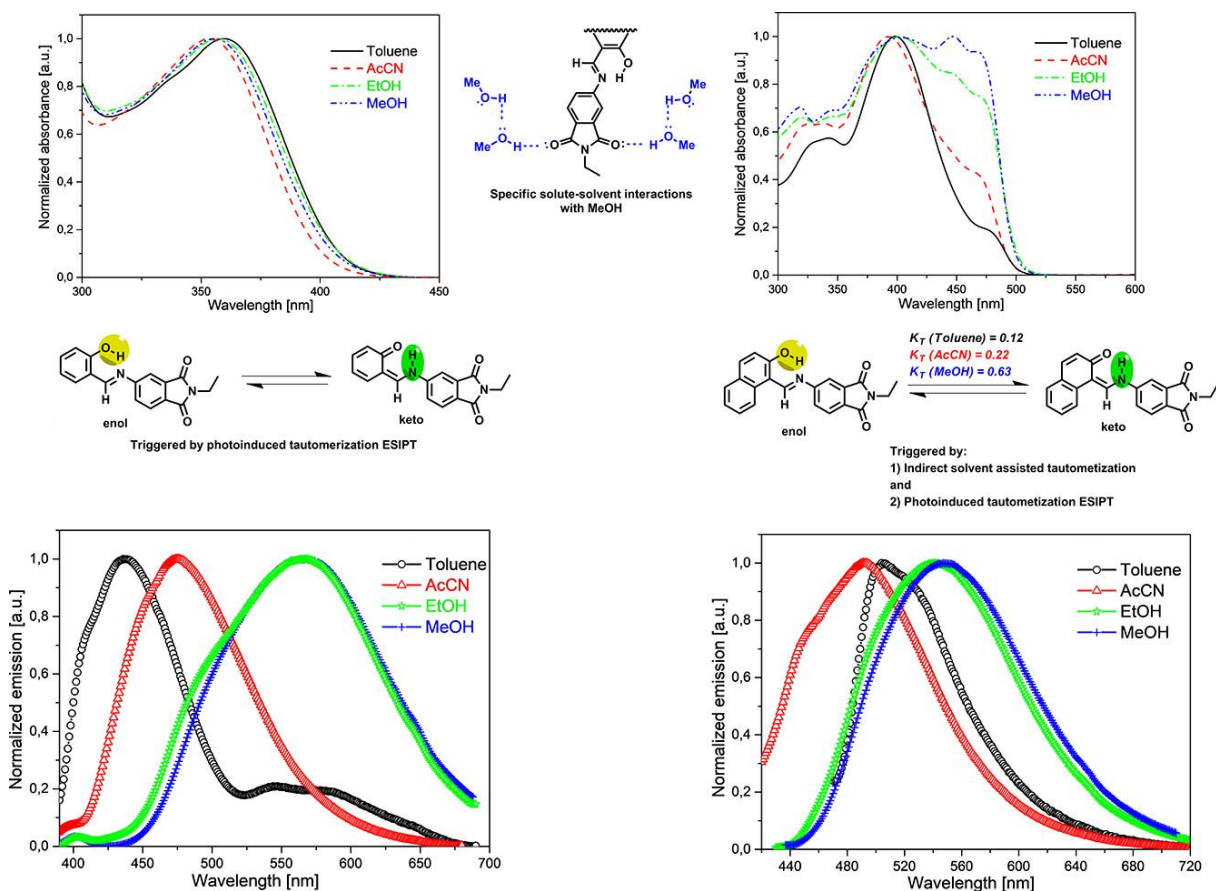 Normalized absorbance [a.u.]
1,0
0,8
0,6
0,4
0,2
0,0
300
350
400
450
Wavelength [nm]
Toluene
AcCN
EtOH
MeOH
H
N
O
H
Me
O
H
Me
O
H
O
N
O
Me
O
H
H
O
Me
Specific solute-solvent interactions
with MeOH
Normalized absorbance [a.u.]
1,0
0,8
0,6
0,4
0,2
0,0
300
350
400
450
500
550
600
Wavelength [nm]
Toluene
AcCN
EtOH
MeOH
O
H
N
H
O
N
O
enol
O
H
N
H
O
N
O
keto
Triggered by photoinduced tautomerization ESIPT
O
H
N
H
O
N
O
enol
K_T (Toluene) = 0.12
K_T (AcCN) = 0.22
K_T (MeOH) = 0.63
O
H
N
H
O
N
O
keto
Triggered by:
1) Indirect solvent assisted tautometization
and
2) Photoinduced tautometization ESIPT
Normalized emission [a.u.]
1,0
0,8
0,6
0,4
0,2
0,0
400
450
500
550
600
650
700
Wavelength [nm]
Toluene
AcCN
EtOH
MeOH
Normalized emission [a.u.]
1,0
0,8
0,6
0,4
0,2
0,0
440
480
520
560
600
640
680
720
Wavelength [nm]
Toluene
AcCN
EtOH
MeOH